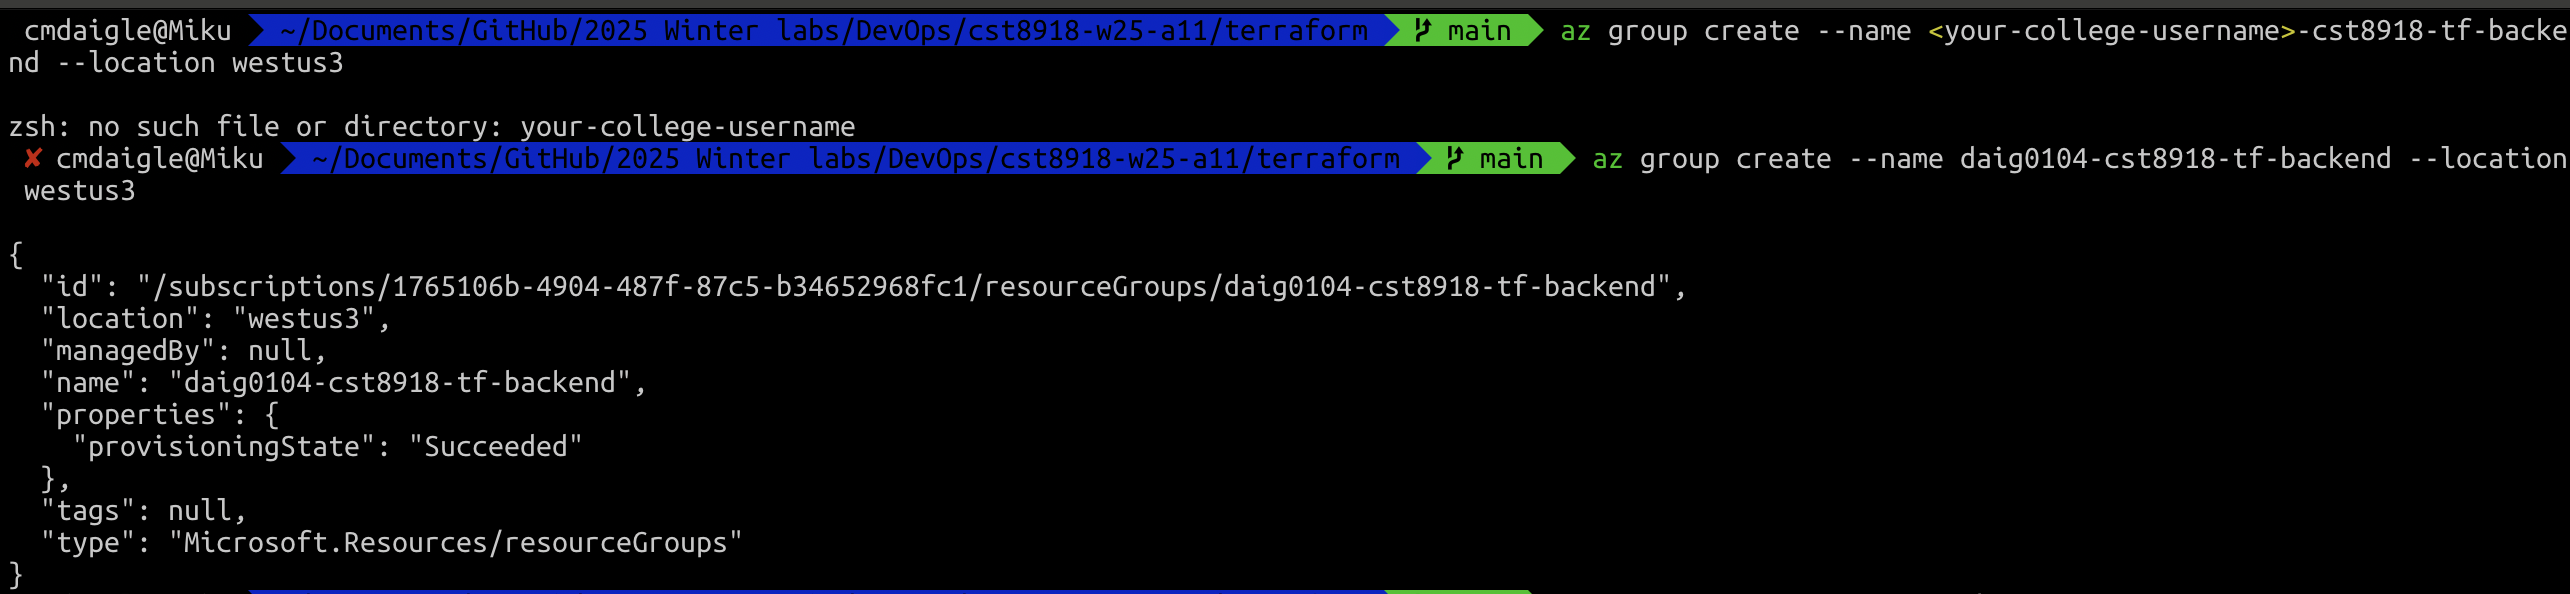 cmdaigle@Miku ~/Documents/GitHub/2025 Winter labs/DevOps/cst8918-w25-a11/terraform main az group create --name <your-college-username>-cst8918-tf-backe
nd --location westus3
zsh: no such file or directory: your-college-username
✘ cmdaigle@Miku ~/Documents/GitHub/2025 Winter labs/DevOps/cst8918-w25-a11/terraform main az group create --name daig0104-cst8918-tf-backend --location
westus3
{
  "id": "/subscriptions/1765106b-4904-487f-87c5-b34652968fc1/resourceGroups/daig0104-cst8918-tf-backend",
  "location": "westus3",
  "managedBy": null,
  "name": "daig0104-cst8918-tf-backend",
  "properties": {
    "provisioningState": "Succeeded"
  },
  "tags": null,
  "type": "Microsoft.Resources/resourceGroups"
}